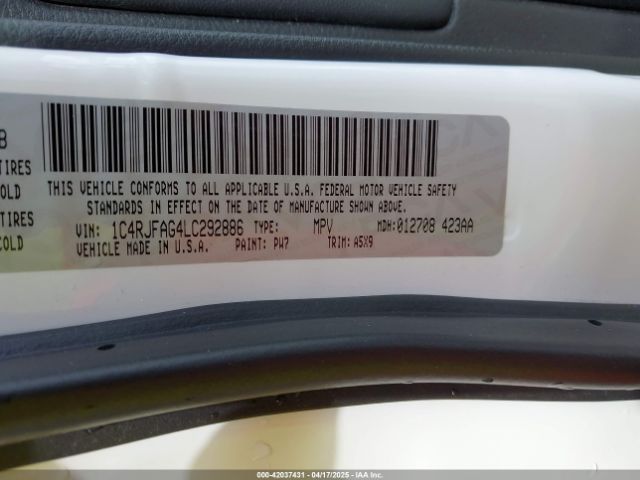 8
TIRES
COLD
TIRES
COLD
THIS VEHICLE CONFORMS TO ALL APPLICABLE U.S.A. FEDERAL MOTOR VEHICLE SAFETY
STANDARDS IN EFFECT ON THE DATE OF MANUFACTURE SHOWN ABOVE.
VIN: 1C4RJFAG4LC292886 TYPE: MPV MDH:012708 423AA
VEHICLE MADE IN U.S.A. PAINT: PW7 TRIM: A5X9
000-42037431 - 04/17/2025 - IAA Inc.